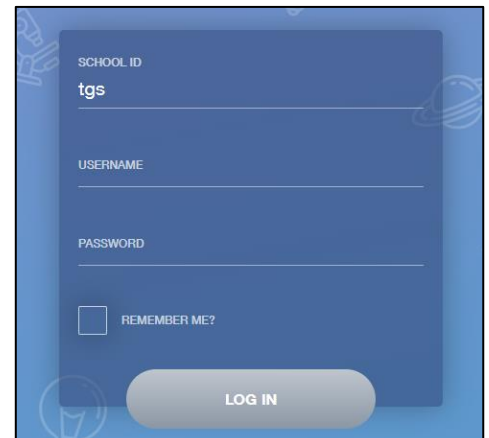 SCHOOL ID
tgs
USERNAME
PASSWORD
REMEMBER ME?
LOG IN